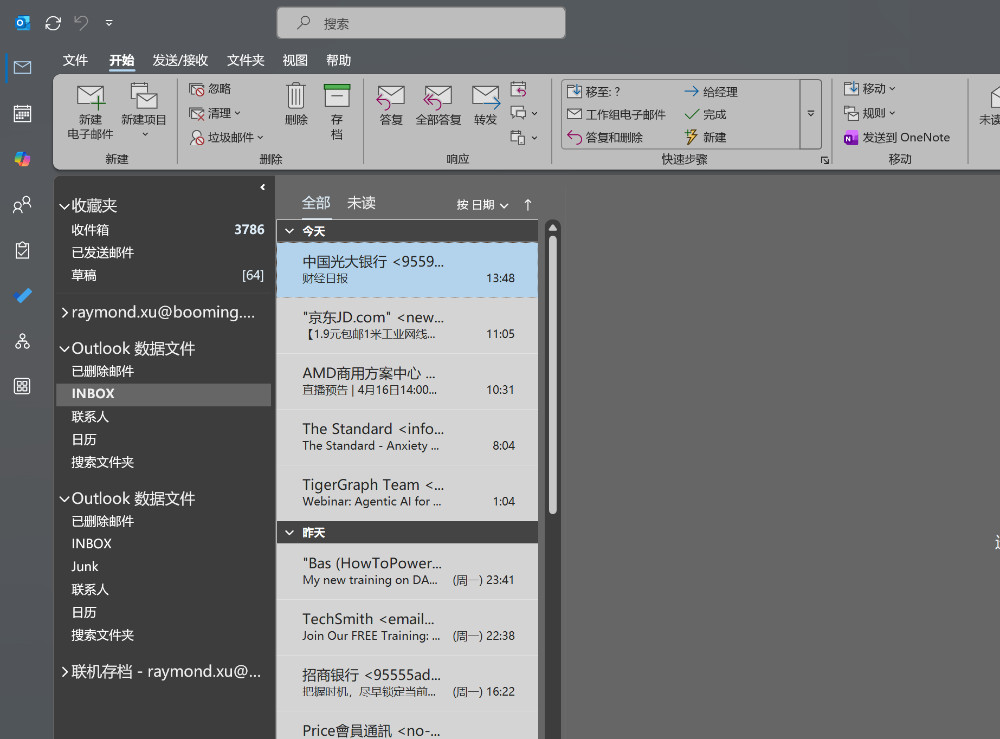 搜索
文件 开始 发送/接收 文件夹 视图 帮助
新建
电子邮件
新建项目
新建
忽略
清理
垃圾邮件
删除
存
档
删除
答复
全部答复
转发
响应
移至: ?
给经理
工作组电子邮件
完成
答复和删除
新建
快速步骤
移动
规则
发送到 OneNote
移动
未读
收藏夹
收件箱 3786
已发送邮件
草稿 [64]
raymond.xu@booming....
Outlook 数据文件
已删除邮件
INBOX
联系人
日历
搜索文件夹
Outlook 数据文件
已删除邮件
INBOX
Junk
联系人
日历
搜索文件夹
联机存档 - raymond.xu@...
全部 未读 按 日期
今天
中国光大银行 <9559...
财经日报 13:48
"京东JD.com" <new...
【1.9元包邮1米工业网线... 11:05
AMD商用方案中心 ...
直播预告 | 4月16日14:00... 10:31
The Standard <info...
The Standard - Anxiety ... 8:04
TigerGraph Team <...
Webinar: Agentic AI for ... 1:04
昨天
"Bas (HowToPower...
My new training on DA... (周一) 23:41
TechSmith <email...
Join Our FREE Training: ... (周一) 22:38
招商银行 <95555ad...
把握时机，尽早锁定当前... (周一) 16:22
Price會員通訊 <no-...